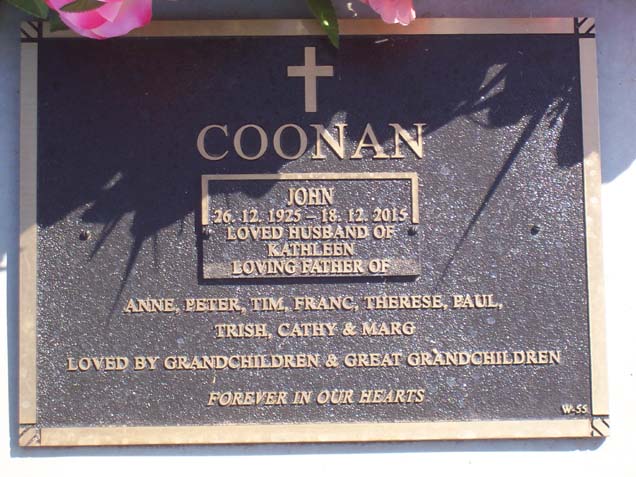 COONAN
JOHN
26. 12. 1925 – 18. 12. 2015
LOVED HUSBAND OF
KATHLEEN
LOVING FATHER OF
ANNE, PETER, TIM, FRANC, THERESE, PAUL,
TRISH, CATHY & MARG
LOVED BY GRANDCHILDREN & GREAT GRANDCHILDREN
FOREVER IN OUR HEARTS
W-55